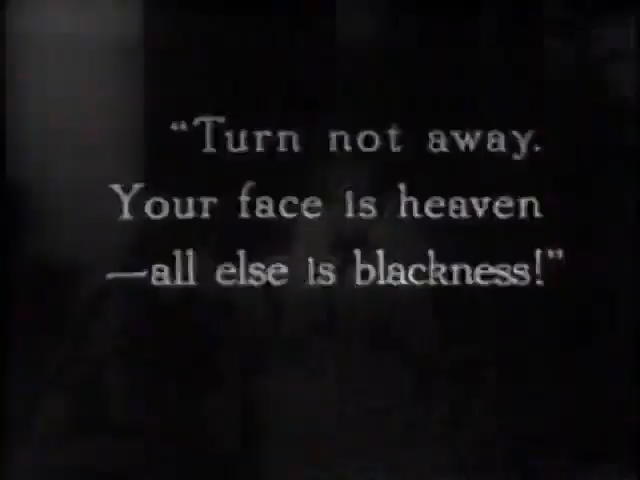 “Turn not away.
Your face is heaven
—all else is blackness!”